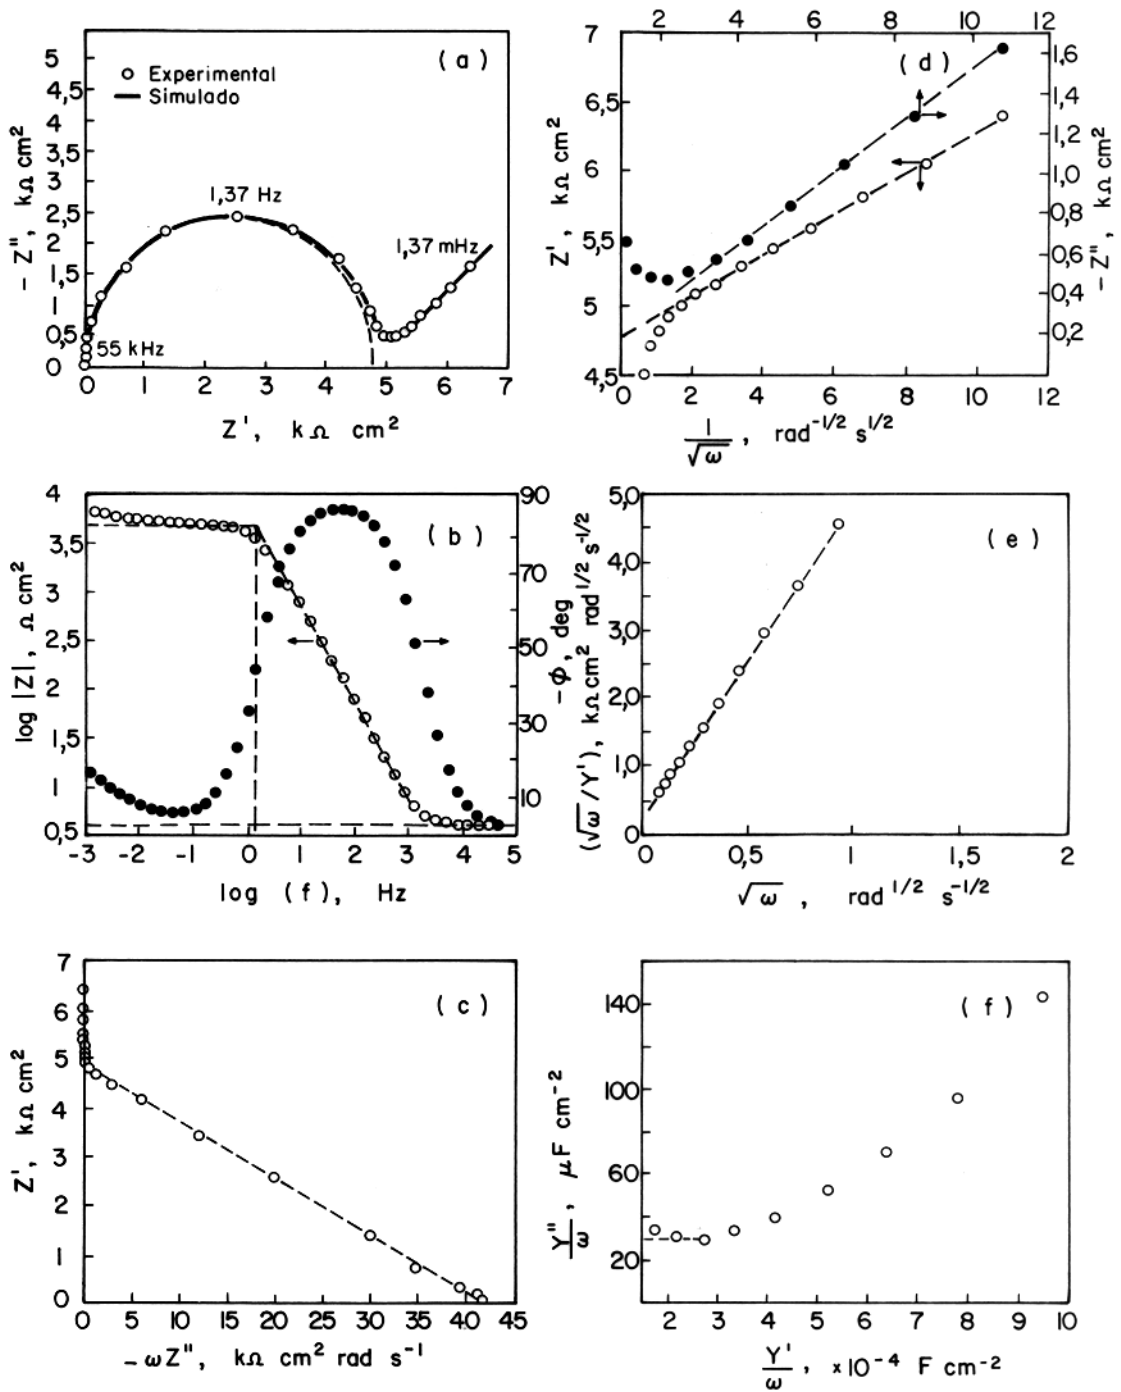 ( a )
Experimental
Simulado
1,37 Hz
1,37 mHz
55 kHz
5
4,5
4
3,5
3
2,5
2
1,5
1
0,5
0
0 1 2 3 4 5 6 7
- Z'', kΩ cm²
Z', kΩ cm²
2 4 6 8 10 12
( d )
7
6,5
6
5,5
5
4,5
1,6
1,4
1,2
1,0
0,8
0,6
0,4
0,2
0 2 4 6 8 10 12
Z', kΩ cm²
- Z'', kΩ cm²
1/√ω, rad⁻¹/² s¹/²
( b )
4
3,5
3
2,5
2
1,5
1
0,5
90
70
50
30
10
-3 -2 -1 0 1 2 3 4 5
log |Z|, Ω cm²
-ϕ, deg
log (f), Hz
( e )
5,0
4,0
3,0
2,0
1,0
0
0 0,5 1 1,5 2
(√ω/Y'), kΩ cm² rad¹/² s⁻¹/²
√ω, rad¹/² s⁻¹/²
( c )
7
6
5
4
3
2
1
0
0 5 10 15 20 25 30 35 40 45
Z', kΩ cm²
-ωZ'', kΩ cm² rad s⁻¹
( f )
140
100
60
20
2 3 4 5 6 7 8 9 10
Y''/ω, μF cm⁻²
Y'/ω, ×10⁻⁴ F cm⁻²